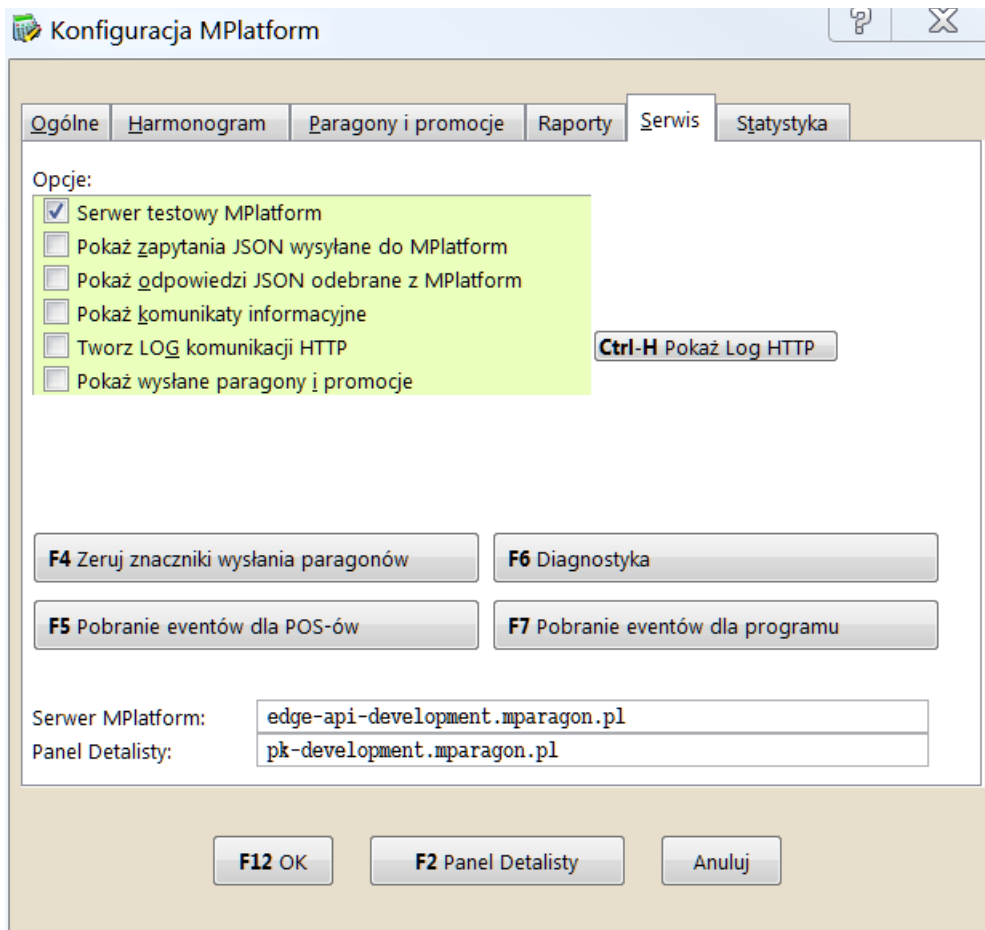 Konfiguracja MPlatform
Ogólne Harmonogram Paragony i promocje Raporty Serwis Statystyka
Opcje:
Serwer testowy MPlatform
Pokaż zapytania JSON wysyłane do MPlatform
Pokaż odpowiedzi JSON odebrane z MPlatform
Pokaż komunikaty informacyjne
Tworz LOG komunikacji HTTP Ctrl-H Pokaż Log HTTP
Pokaż wysłane paragony i promocje
F4 Zeruj znaczniki wysłania paragonów F6 Diagnostyka
F5 Pobranie eventów dla POS-ów F7 Pobranie eventów dla programu
Serwer MPlatform: edge-api-development.mparagon.pl
Panel Detalisty: pk-development.mparagon.pl
F12 OK F2 Panel Detalisty Anuluj